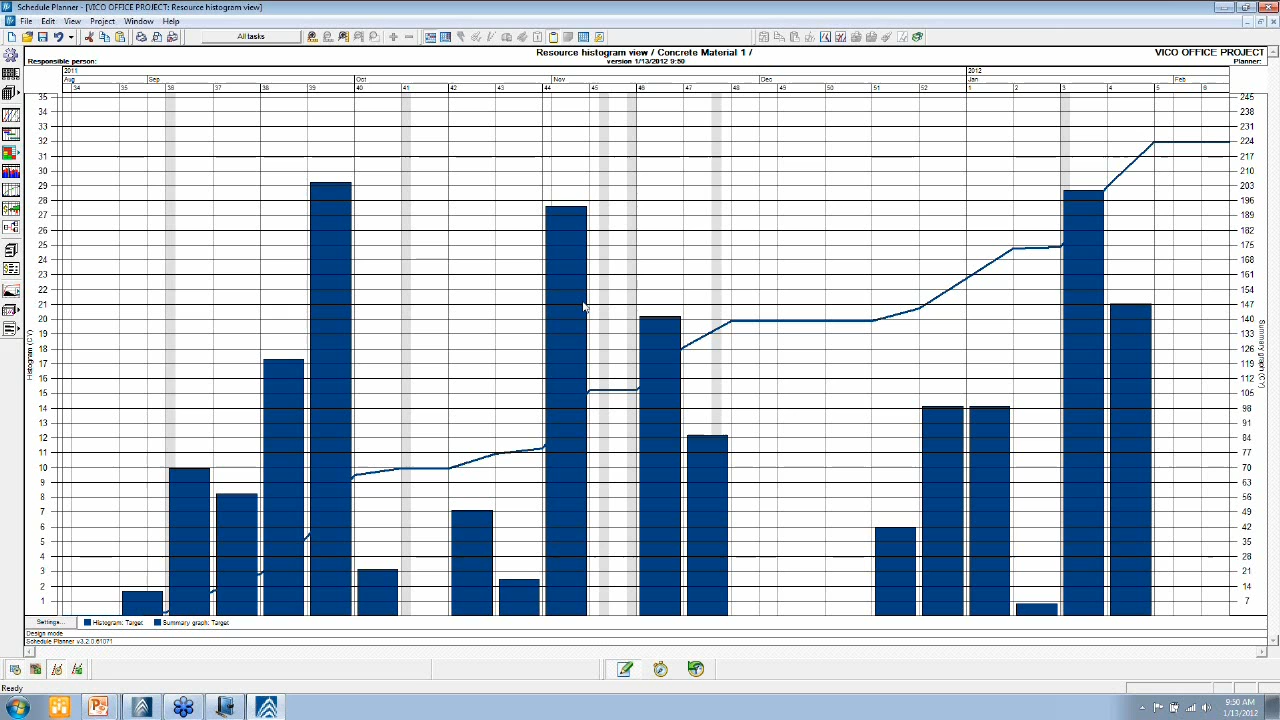 Schedule Planner - [VICO OFFICE PROJECT: Resource histogram view]
File Edit View Project Window Help
All tasks
Resource histogram view / Concrete Material 1 /
VICO OFFICE PROJECT
Responsible person:
version 1/13/2012 9:50
Planner:
2011 2012
Aug Sep Oct Nov Dec Jan Feb
34 35 36 38 39 40 41 42 43 44 45 46 47 48 49 50 51 52 1 2 3 4 5 6
35 245
34 238
33 231
32 224
31 217
30 210
29 203
28 196
27 189
26 182
25 175
24 168
23 161
22 154
21 147
20 140
19 133
18 126
17 119
16 112
15 105
14 98
13 91
12 84
11 77
10 70
9 63
8 56
7 49
6 42
5 35
4 28
3 21
2 14
1 7
Histogram (CY)
Summary graph (CY)
Settings... Histogram: Target Summary graph: Target
Design mode
Schedule Planner v3.2.0.61071
Ready
9:50 AM
1/13/2012